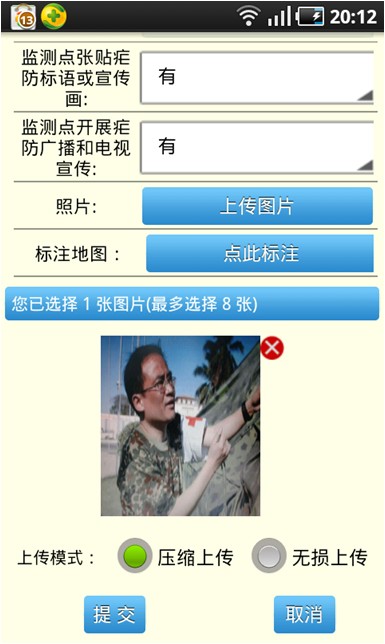 13
20:12
监测点张贴疟
防标语或宣传
画:
有
监测点开展疟
防广播和电视
宣传:
有
照片:
上传图片
标注地图：
点此标注
您已选择 1 张图片(最多选择 8 张)
上传模式：
压缩上传
无损上传
提 交
取消